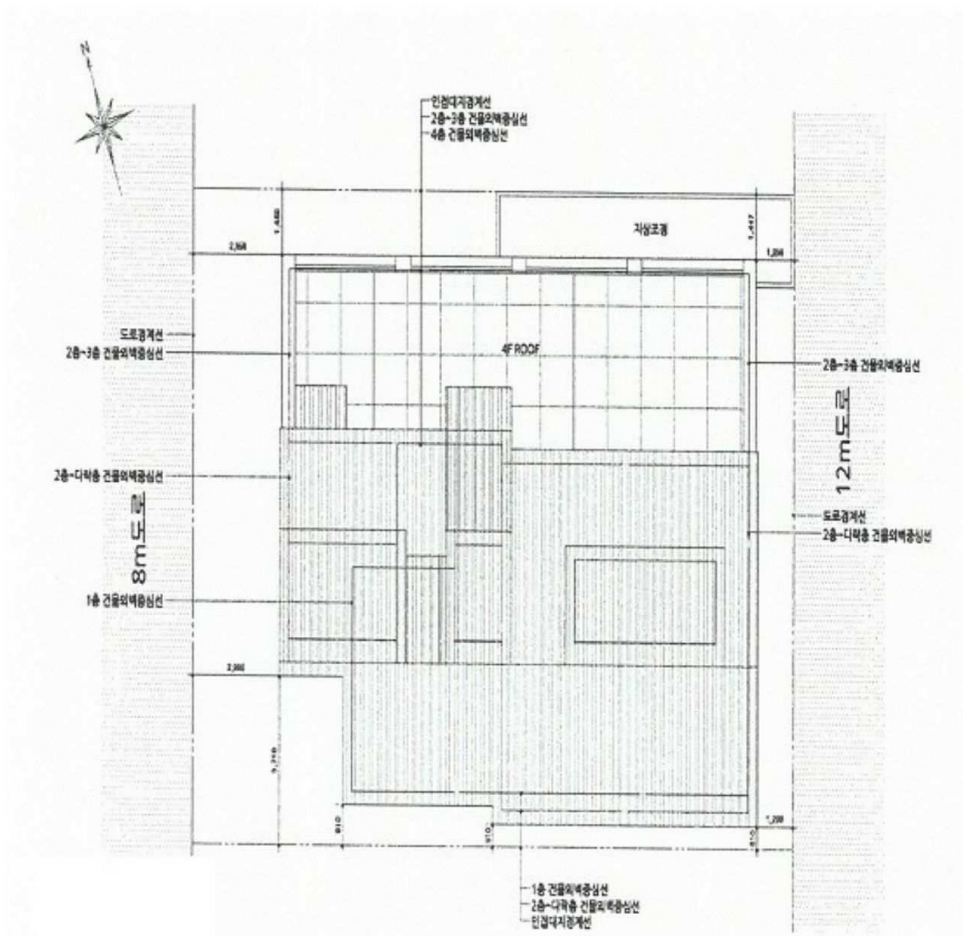 N
인접대지경계선
2층~3층 건물외벽중심선
4층 건물외벽중심선
지상조경
도로경계선
2층~3층 건물외벽중심선
4F ROOF
2층~3층 건물외벽중심선
12m도로
2층~다락층 건물외벽중심선
8m도로
도로경계선
2층~다락층 건물외벽중심선
1층 건물외벽중심선
1층 건물외벽중심선
2층~다락층 건물외벽중심선
인접대지경계선